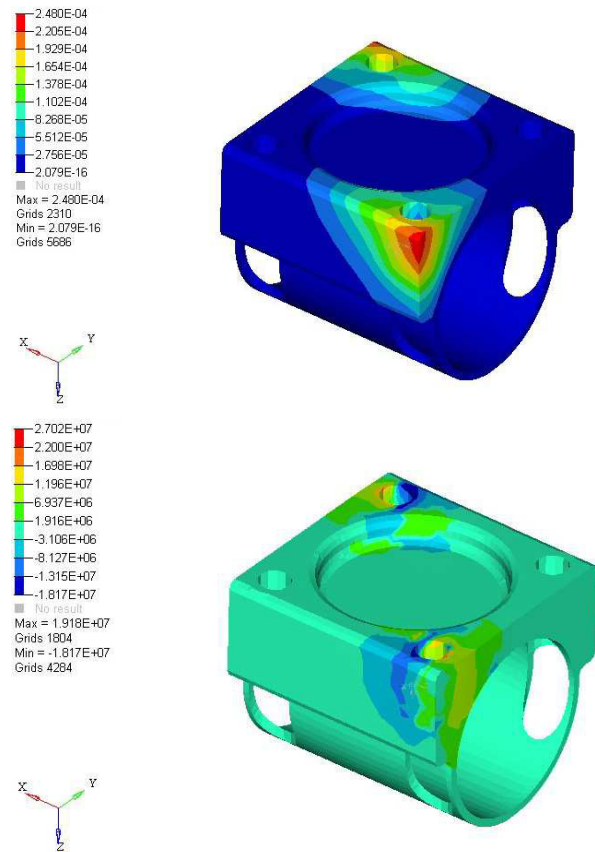 2.480E-04
2.205E-04
1.929E-04
1.654E-04
1.378E-04
1.102E-04
8.268E-05
5.512E-05
2.756E-05
2.079E-16
No result
Max = 2.480E-04
Grids 2310
Min = 2.079E-16
Grids 5686
X Y
Z
2.702E+07
2.200E+07
1.698E+07
1.196E+07
6.937E+06
1.916E+06
-3.106E+06
-8.127E+06
-1.315E+07
-1.817E+07
No result
Max = 1.918E+07
Grids 1804
Min = -1.817E+07
Grids 4284
X Y
Z